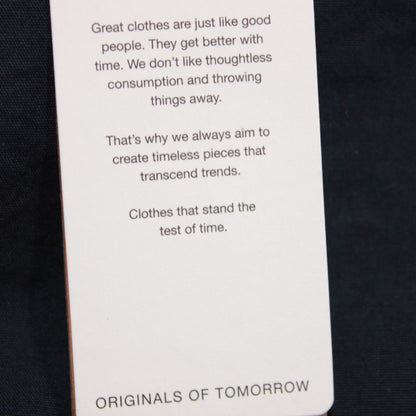 Great clothes are just like good
people. They get better with
time. We don't like thoughtless
consumption and throwing
things away.
That's why we always aim to
create timeless pieces that
transcend trends.
Clothes that stand the
test of time.
ORIGINALS OF TOMORROW